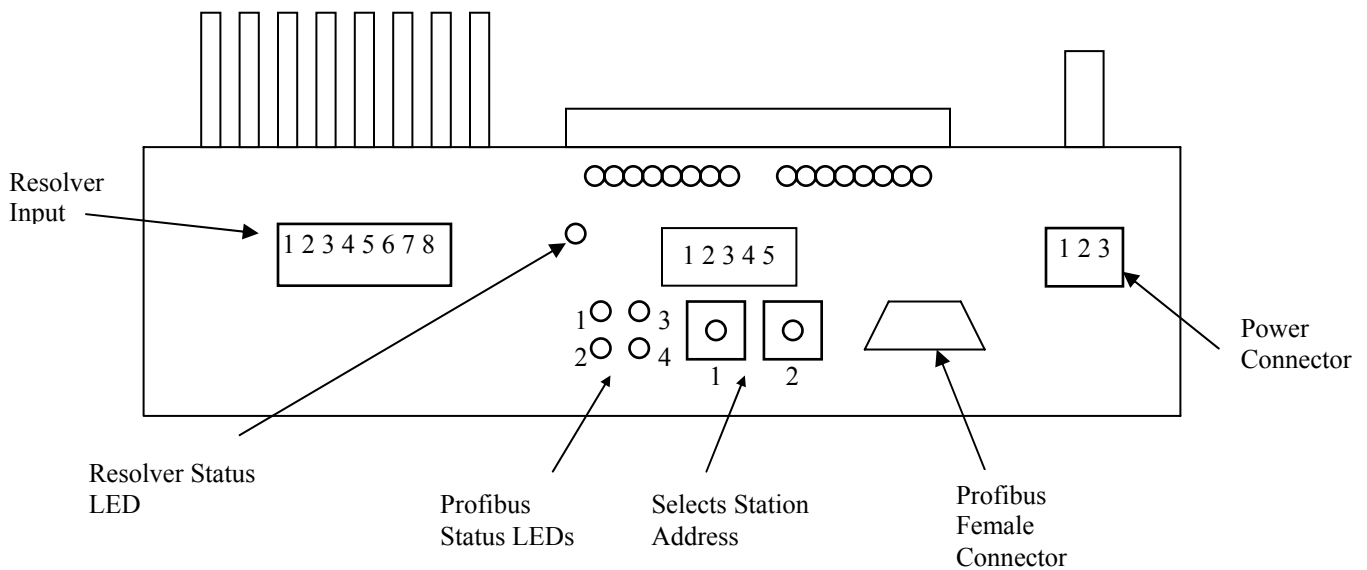 Resolver
Input
1 2 3 4 5 6 7 8
1 2 3 4 5
1 2 3
1
3
2
4
1
2
Power
Connector
Resolver Status
LED
Profibus
Status LEDs
Selects Station
Address
Profibus
Female
Connector